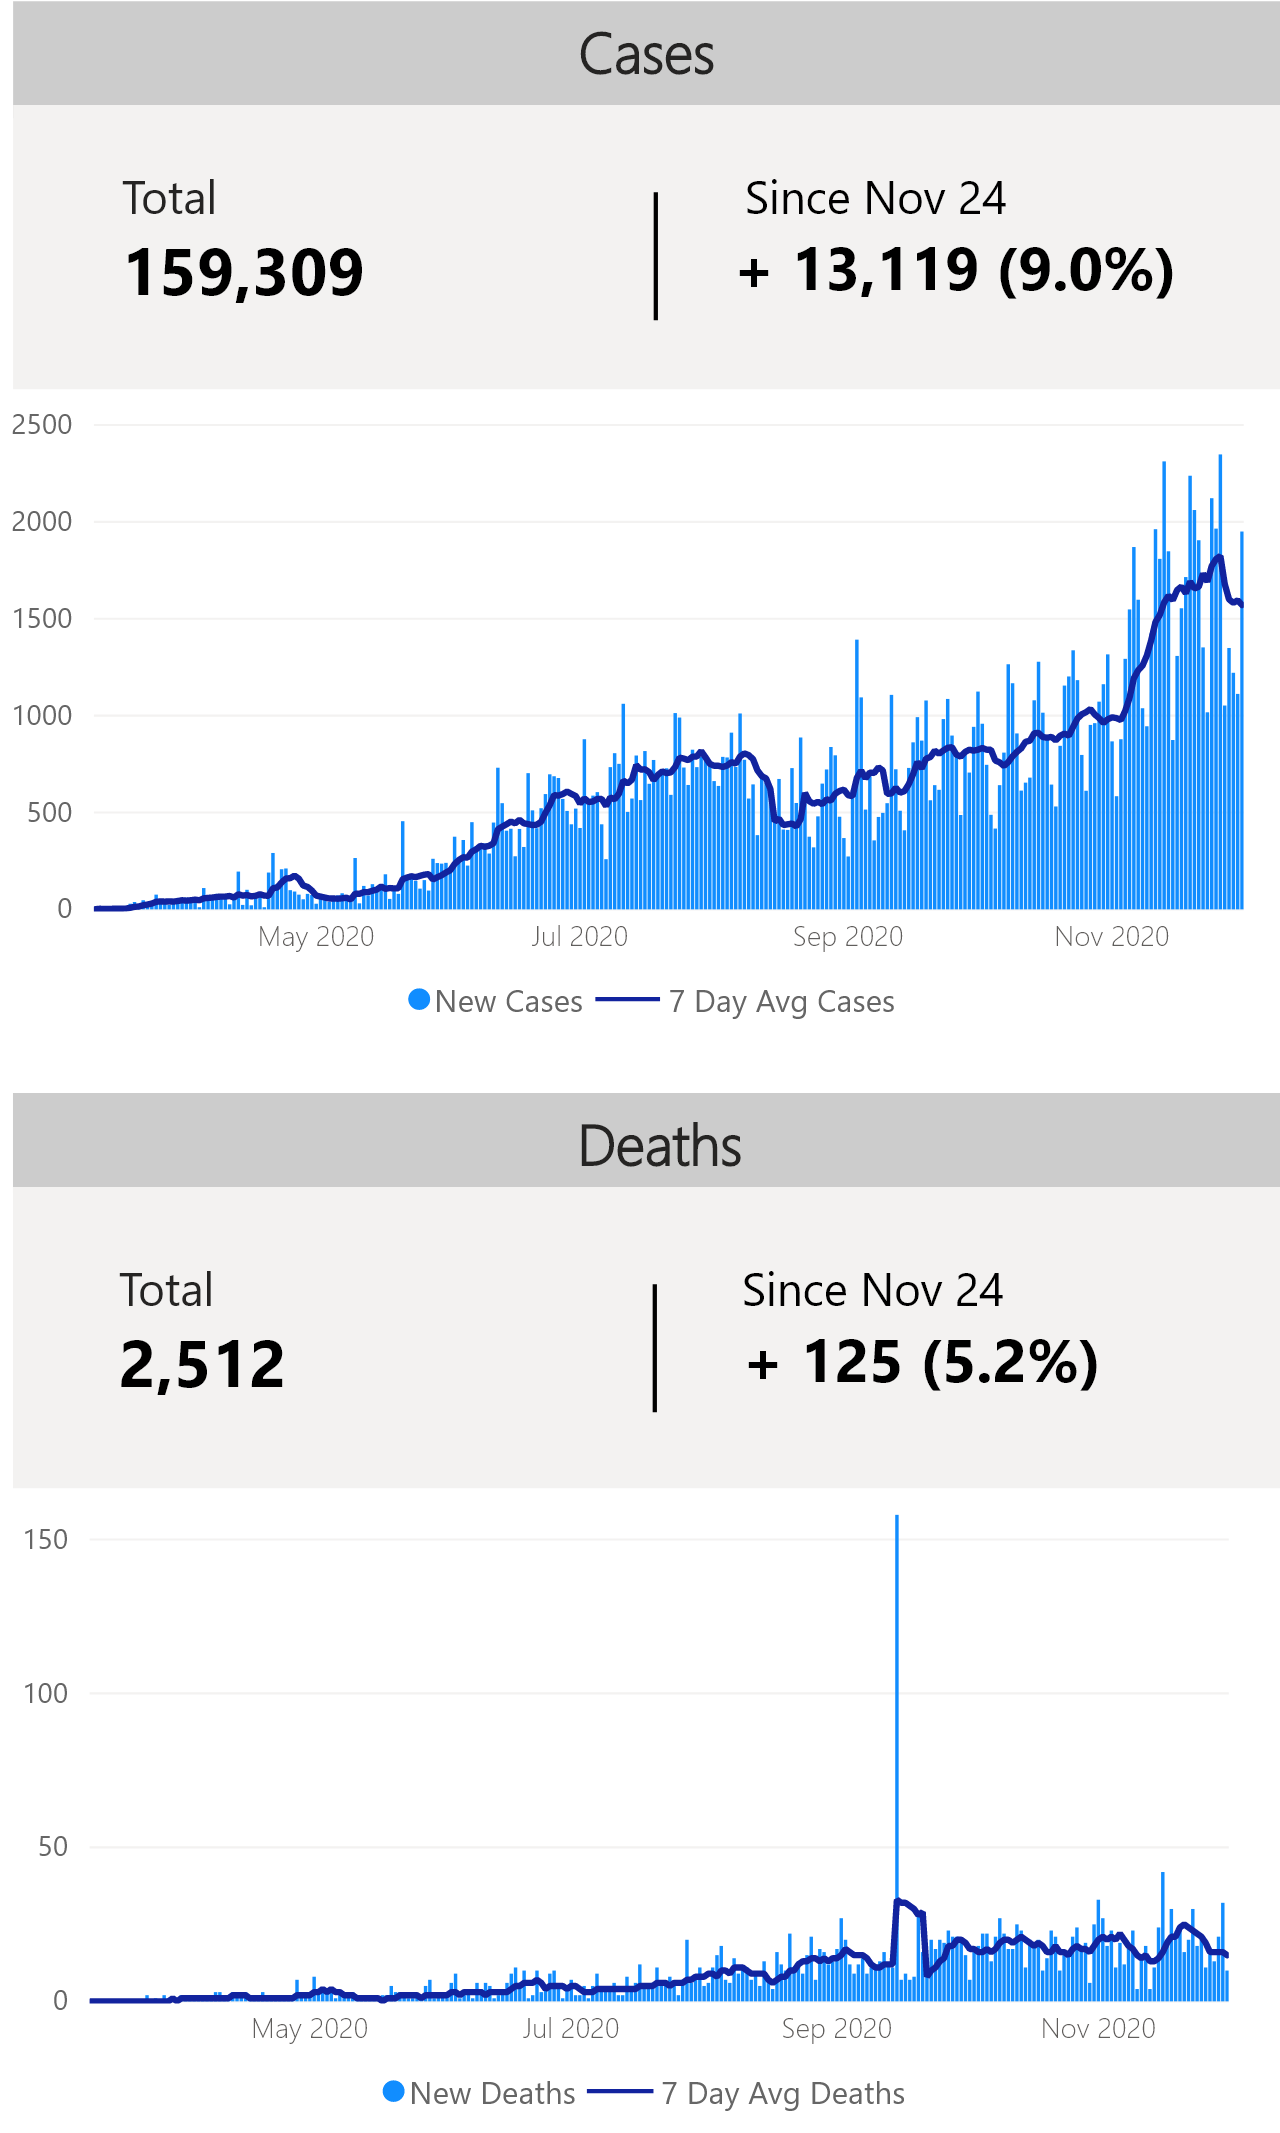 Cases
Total
159,309
Since Nov 24
+ 13,119 (9.0%)
2500
2000
1500
1000
500
0
May 2020
Jul 2020
Sep 2020
Nov 2020
New Cases
7 Day Avg Cases
Deaths
Total
2,512
Since Nov 24
+ 125 (5.2%)
150
100
50
0
May 2020
Jul 2020
Sep 2020
Nov 2020
New Deaths
7 Day Avg Deaths